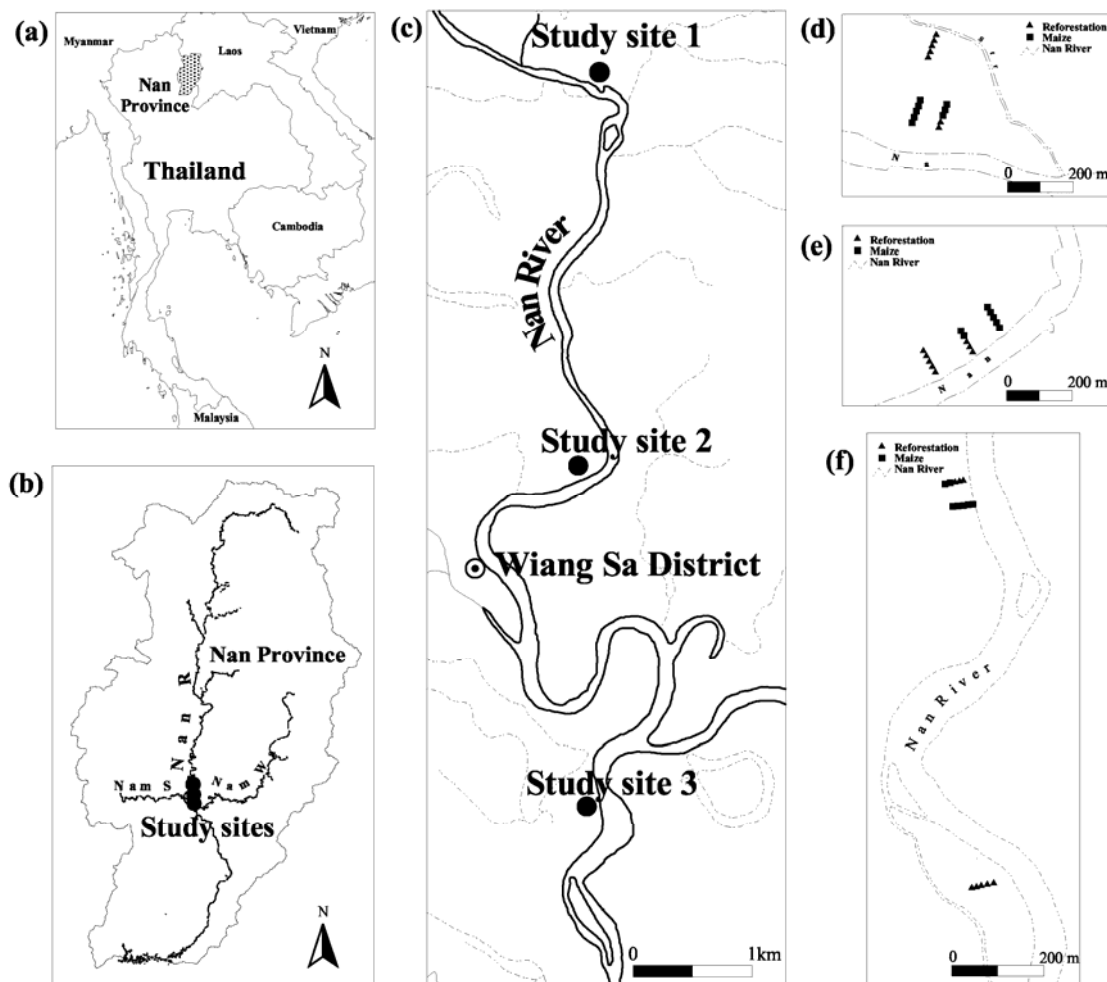 (a)
Myanmar
Laos
Vietnam
Nan
Province
Thailand
Cambodia
N
Malaysia
(b)
Nan Province
Nan R
Nam S
Nam W
Study sites
N
(c)
Study site 1
Nan River
Study site 2
Wiang Sa District
Study site 3
0 1km
(d)
Reforestation
Maize
Nan River
N a
0 200 m
(e)
Reforestation
Maize
Nan River
N a n
0 200 m
(f)
Reforestation
Maize
Nan River
Nan River
0 200 m